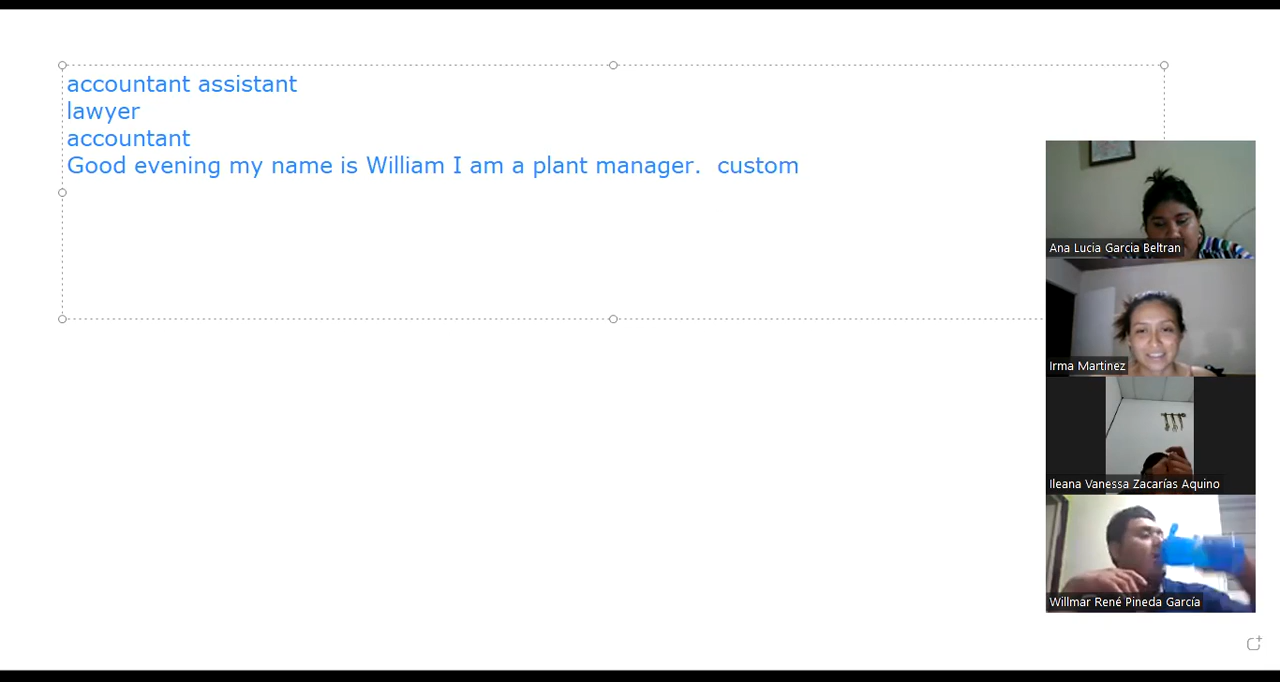 accountant assistant
lawyer
accountant
Good evening my name is William I am a plant manager.  custom
Ana Lucia Garcia Beltran
Irma Martinez
Ileana Vanessa Zacarías Aquino
Willmar René Pineda García